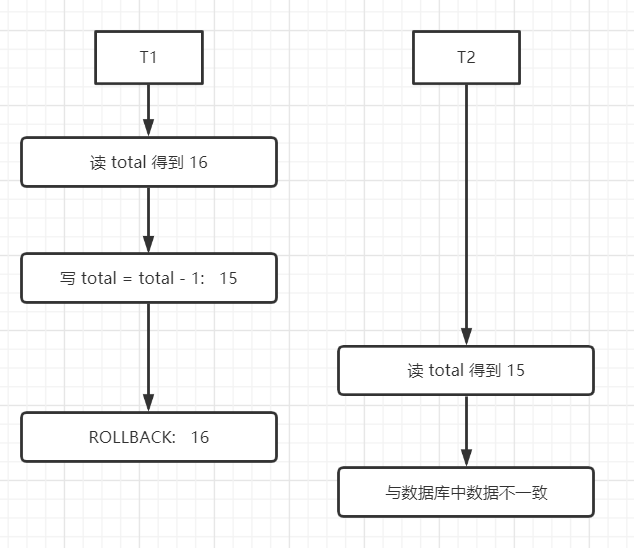 T1
读 total 得到 16
写 total = total - 1： 15
ROLLBACK： 16
T2
读 total 得到 15
与数据库中数据不一致